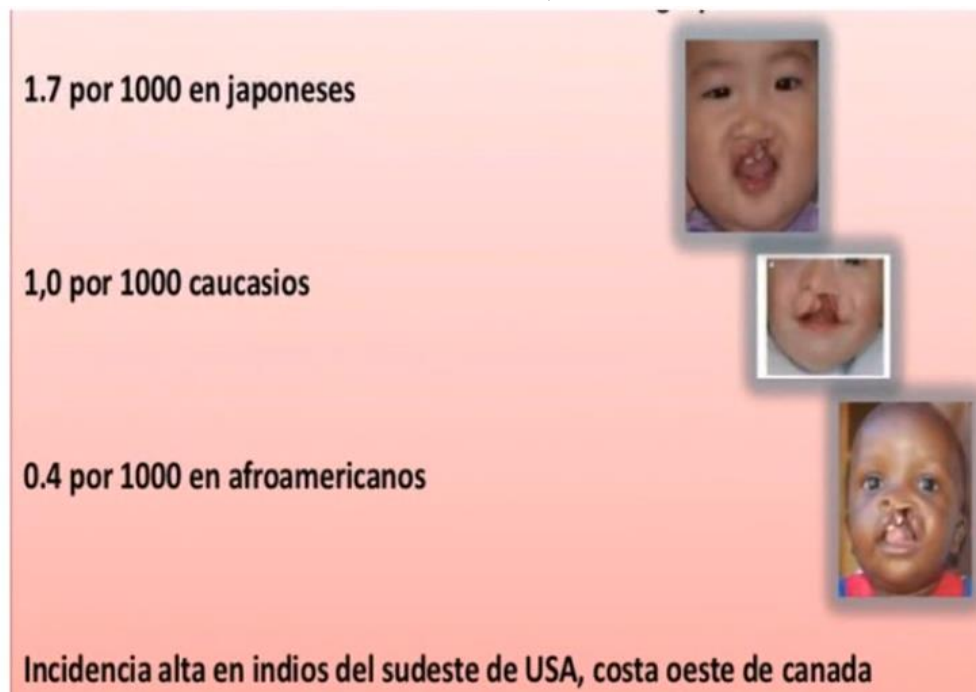 1.7 por 1000 en japoneses
1,0 por 1000 caucasios
0.4 por 1000 en afroamericanos
Incidencia alta en indios del sudeste de USA, costa oeste de canada